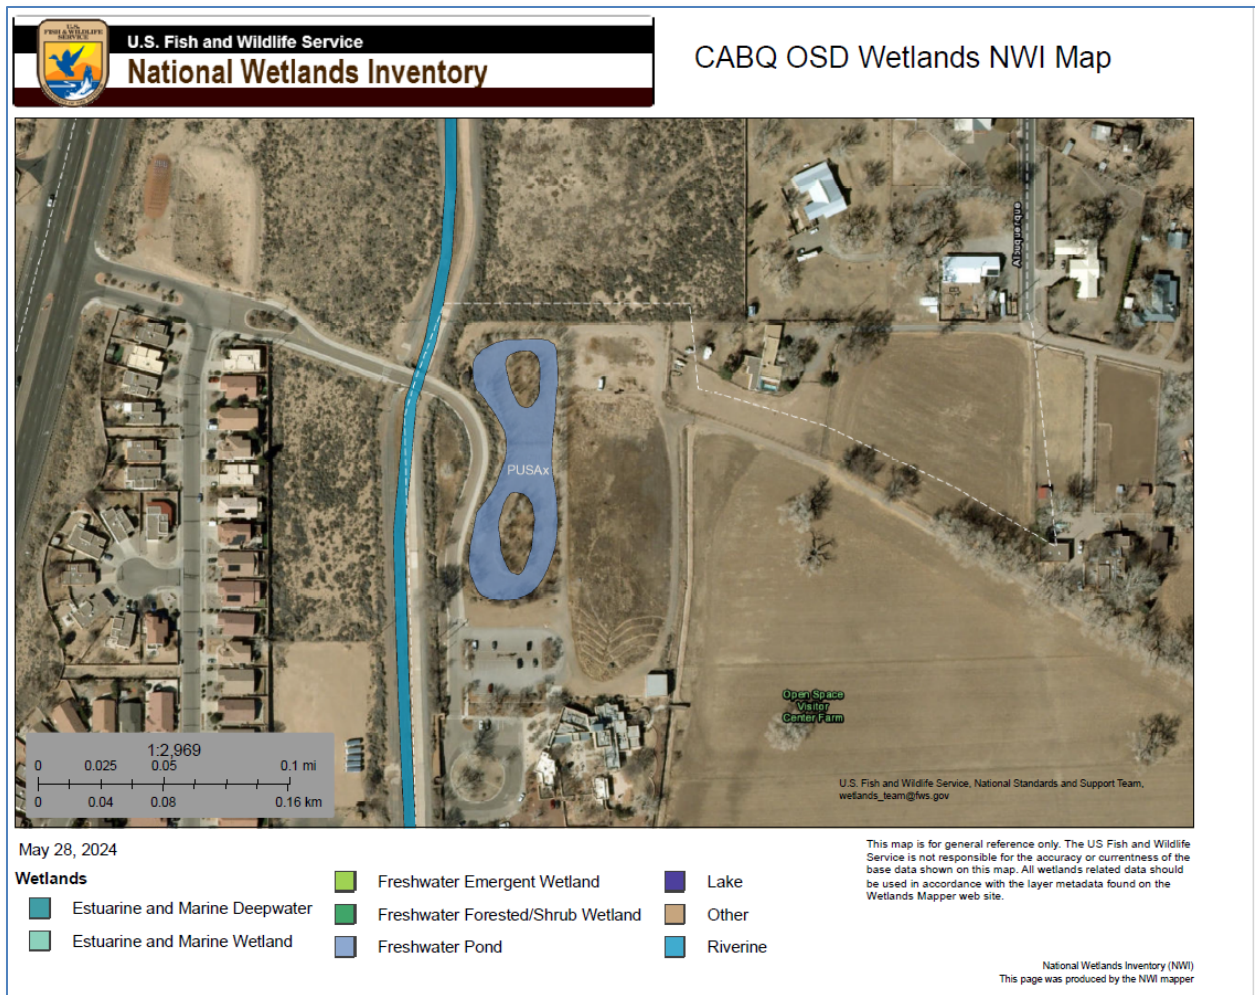 U.S.
FISH & WILDLIFE
SERVICE
U.S. Fish and Wildlife Service
National Wetlands Inventory
CABQ OSD Wetlands NWI Map
Albuquerque
PUSAx
Open Space
Visitor
Center Farm
1:2,969
0 0.025 0.05 0.1 mi
0 0.04 0.08 0.16 km
U.S. Fish and Wildlife Service, National Standards and Support Team,
wetlands_team@fws.gov
May 28, 2024
Wetlands
Estuarine and Marine Deepwater
Estuarine and Marine Wetland
Freshwater Emergent Wetland
Freshwater Forested/Shrub Wetland
Freshwater Pond
Lake
Other
Riverine
This map is for general reference only. The US Fish and Wildlife
Service is not responsible for the accuracy or currentness of the
base data shown on this map. All wetlands related data should
be used in accordance with the layer metadata found on the
Wetlands Mapper web site.
National Wetlands Inventory (NWI)
This page was produced by the NWI mapper